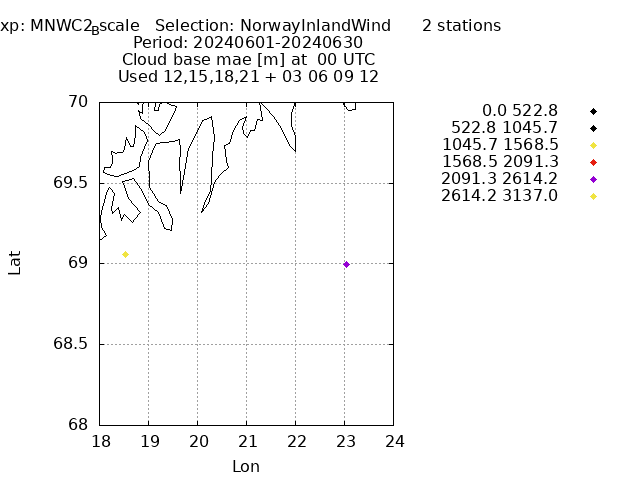 xp: MNWC2_Bscale   Selection: NorwayInlandWind      2 stations
Period: 20240601-20240630
Cloud base mae [m] at  00 UTC
Used 12,15,18,21 + 03 06 09 12
0.0 522.8
522.8 1045.7
1045.7 1568.5
1568.5 2091.3
2091.3 2614.2
2614.2 3137.0
70
69.5
69
68.5
68
Lat
18 19 20 21 22 23 24
Lon